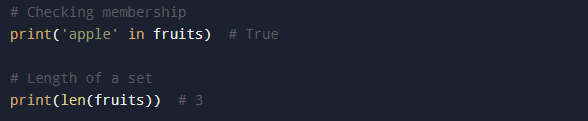 # Checking membership
print('apple' in fruits)  # True
# Length of a set
print(len(fruits))  # 3